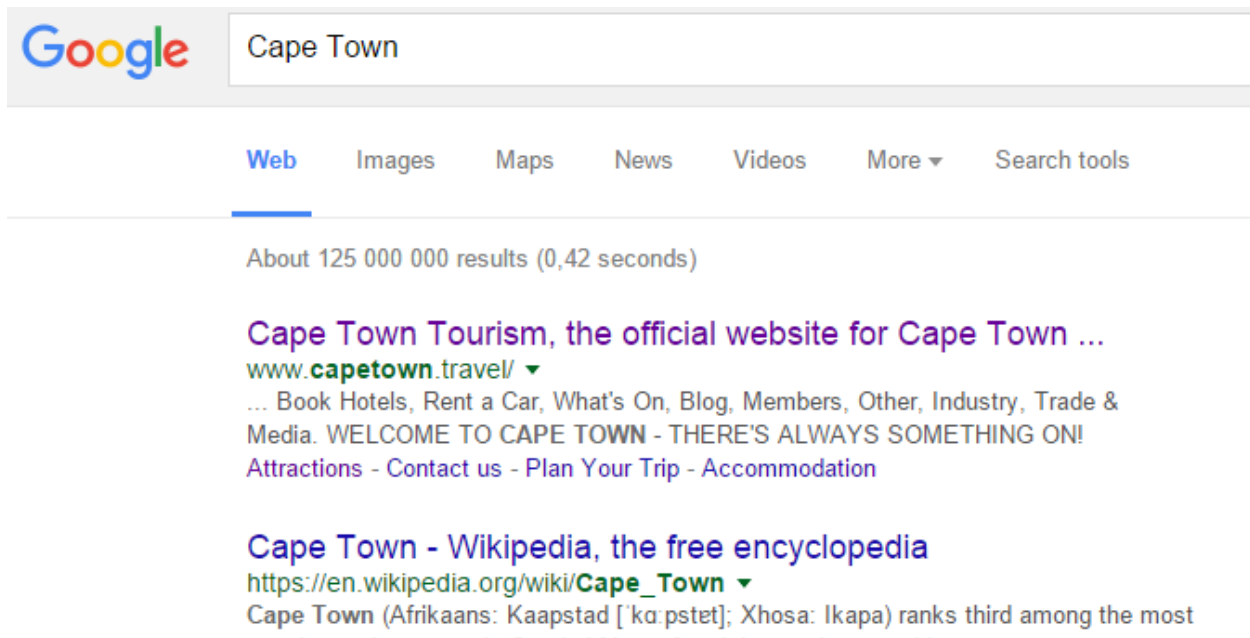 Google
Cape Town
Web Images Maps News Videos More Search tools
About 125 000 000 results (0,42 seconds)
Cape Town Tourism, the official website for Cape Town ...
www.capetown.travel/
... Book Hotels, Rent a Car, What's On, Blog, Members, Other, Industry, Trade &
Media. WELCOME TO CAPE TOWN - THERE'S ALWAYS SOMETHING ON!
Attractions - Contact us - Plan Your Trip - Accommodation
Cape Town - Wikipedia, the free encyclopedia
https://en.wikipedia.org/wiki/Cape_Town
Cape Town (Afrikaans: Kaapstad [ˈkɑːpstɐt]; Xhosa: Ikapa) ranks third among the most